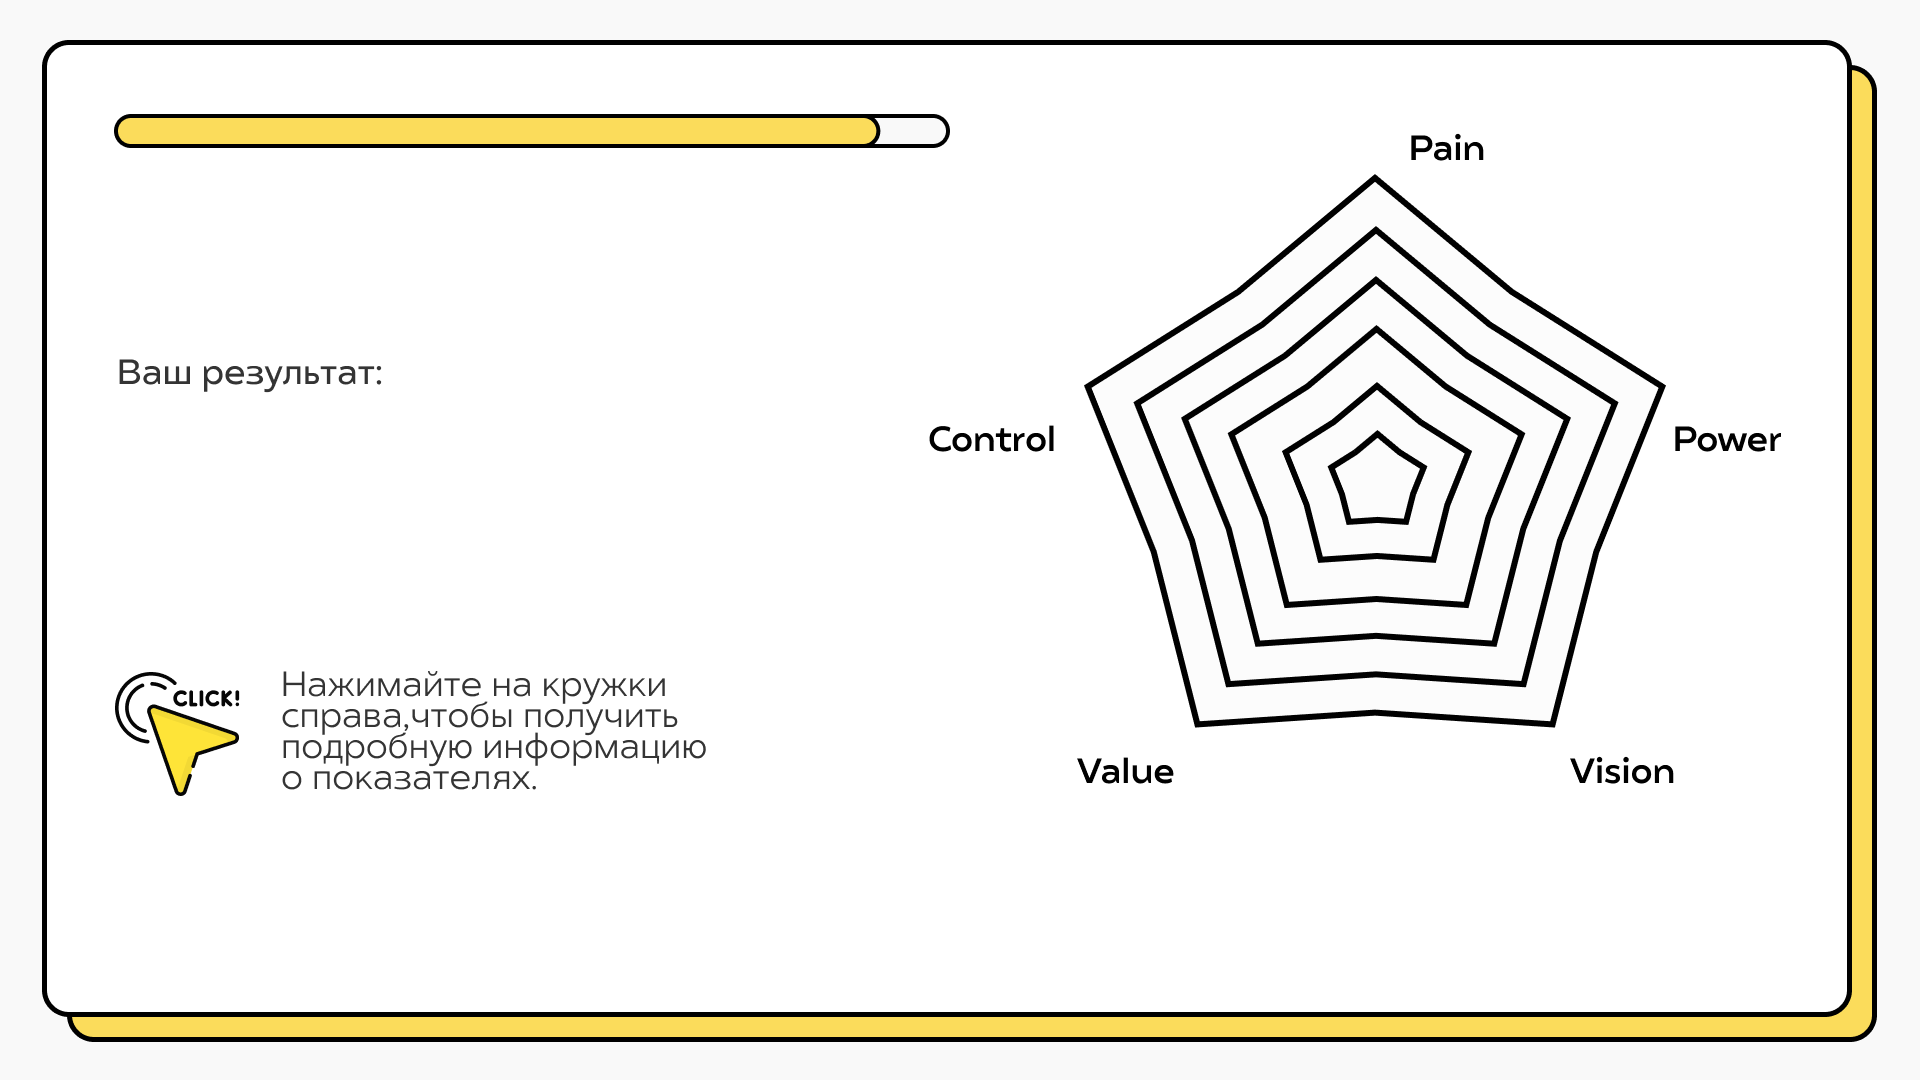 Pain
Ваш результат:
Control
Power
CLICK!
Нажимайте на кружки
справа,чтобы получить
подробную информацию
о показателях.
Value
Vision